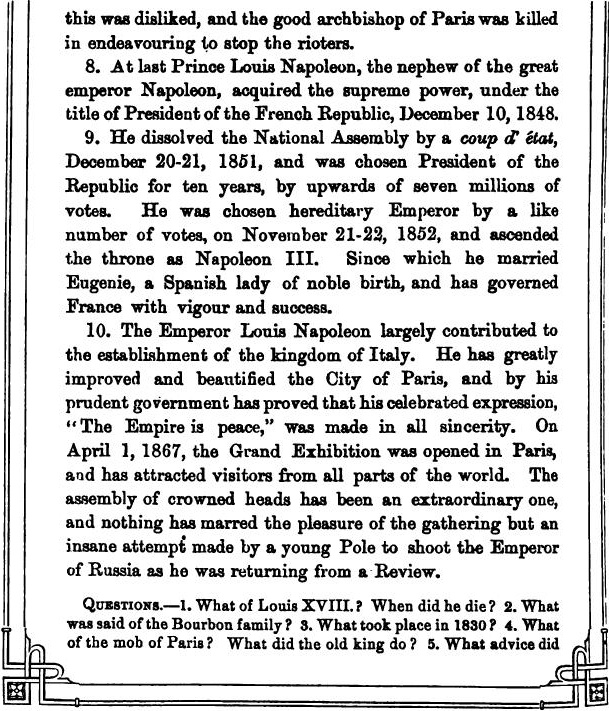 this was disliked, and the good archbishop of Paris was killed
in endeavouring to stop the rioters.
8. At last Prince Louis Napoleon, the nephew of the great
emperor Napoleon, acquired the supreme power, under the
title of President of the French Republic, December 10, 1848.
9. He dissolved the National Assembly by a coup d' état,
December 20-21, 1851, and was chosen President of the
Republic for ten years, by upwards of seven millions of
votes. He was chosen hereditary Emperor by a like
number of votes, on November 21-22, 1852, and ascended
the throne as Napoleon III. Since which he married
Eugenie, a Spanish lady of noble birth, and has governed
France with vigour and success.
10. The Emperor Louis Napoleon largely contributed to
the establishment of the kingdom of Italy. He has greatly
improved and beautified the City of Paris, and by his
prudent government has proved that his celebrated expression,
"The Empire is peace," was made in all sincerity. On
April 1, 1867, the Grand Exhibition was opened in Paris,
and has attracted visitors from all parts of the world. The
assembly of crowned heads has been an extraordinary one,
and nothing has marred the pleasure of the gathering but an
insane attempt made by a young Pole to shoot the Emperor
of Russia as he was returning from a Review.
QUESTIONS.—1. What of Louis XVIII.? When did he die? 2. What
was said of the Bourbon family? 3. What took place in 1830? 4. What
of the mob of Paris? What did the old king do? 5. What advice did